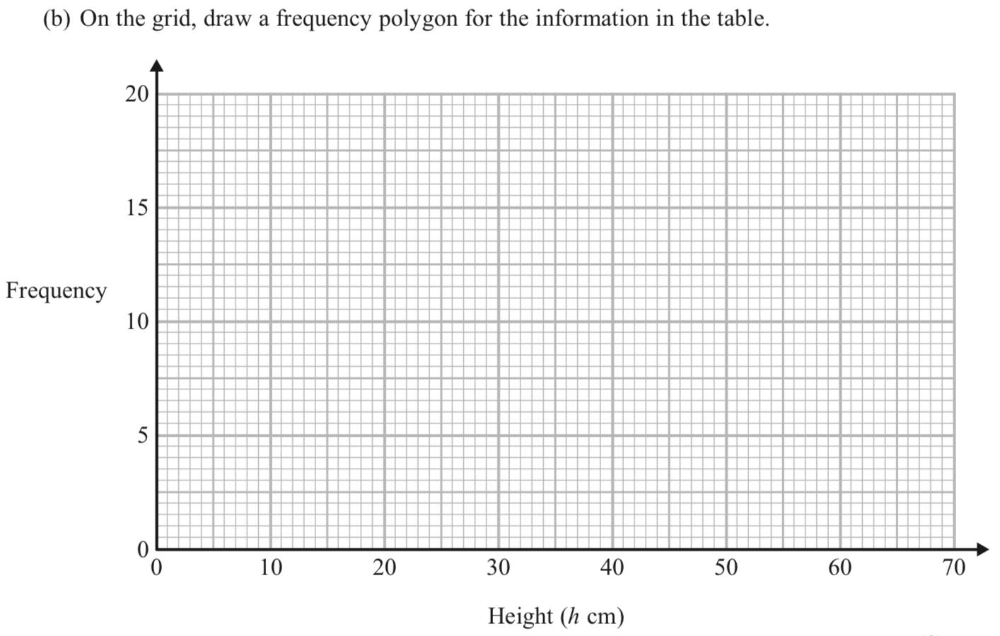 (b) On the grid, draw a frequency polygon for the information in the table.
20
15
Frequency
10
5
0
0 10 20 30 40 50 60 70
Height (h cm)